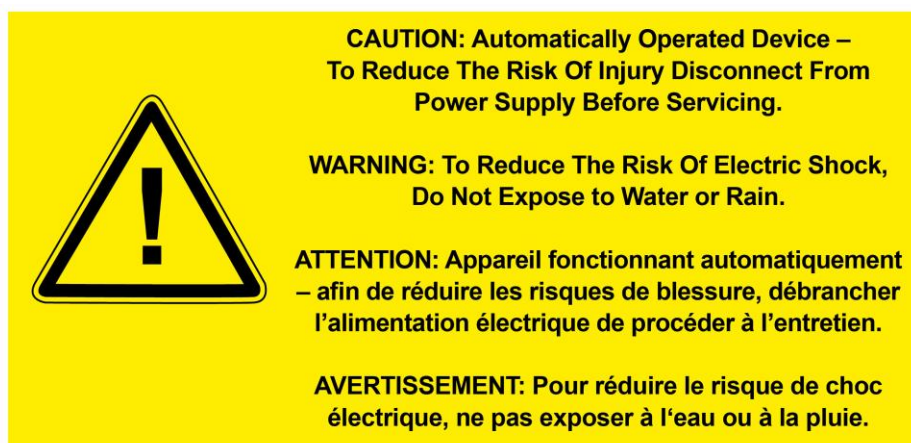 CAUTION: Automatically Operated Device –
To Reduce The Risk Of Injury Disconnect From
Power Supply Before Servicing.
WARNING: To Reduce The Risk Of Electric Shock,
Do Not Expose to Water or Rain.
ATTENTION: Appareil fonctionnant automatiquement
– afin de réduire les risques de blessure, débrancher
l’alimentation électrique de procéder à l’entretien.
AVERTISSEMENT: Pour réduire le risque de choc
électrique, ne pas exposer à l‘eau ou à la pluie.